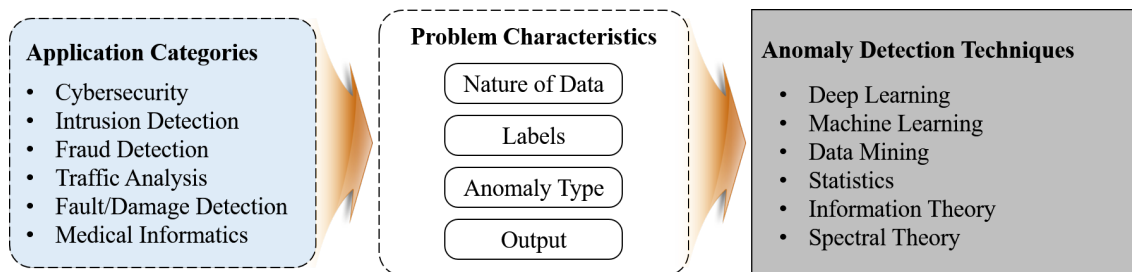 Application Categories
• Cybersecurity
• Intrusion Detection
• Fraud Detection
• Traffic Analysis
• Fault/Damage Detection
• Medical Informatics
Problem Characteristics
Nature of Data
Labels
Anomaly Type
Output
Anomaly Detection Techniques
• Deep Learning
• Machine Learning
• Data Mining
• Statistics
• Information Theory
• Spectral Theory